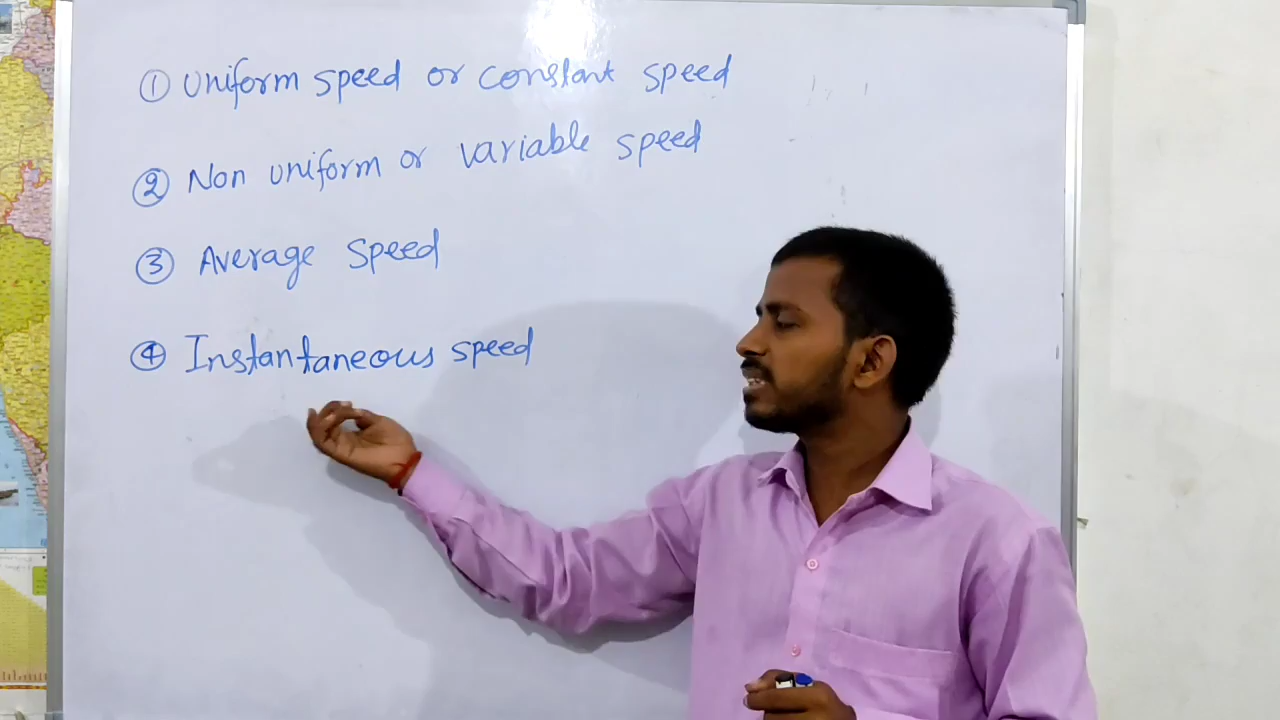 ① Uniform speed or constant speed
② Non uniform or variable speed
③ Average speed
④ Instantaneous speed